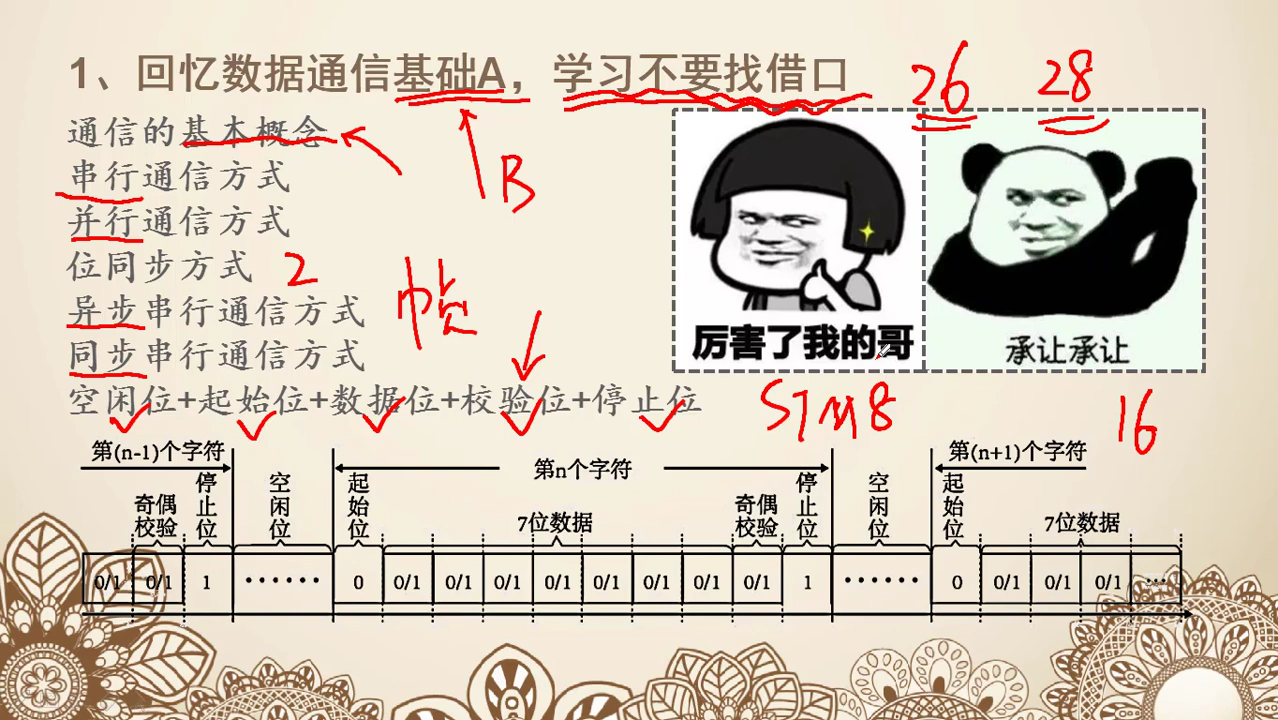 1、回忆数据通信基础A，学习不要找借口
26
28
通信的基本概念
串行通信方式
B
并行通信方式
位同步方式
2
异步串行通信方式
帧
同步串行通信方式
空闲位+起始位+数据位+校验位+停止位
厉害了我的哥
承让承让
STM8
16
第(n-1)个字符
第n个字符
第(n+1)个字符
奇偶校验
停止位
空闲位
起始位
7位数据
奇偶校验
停止位
空闲位
起始位
7位数据
0/1 0/1 1 ······ 0 0/1 0/1 0/1 0/1 0/1 0/1 0/1 0/1 1 ······ 0 0/1 0/1 0/1 ...